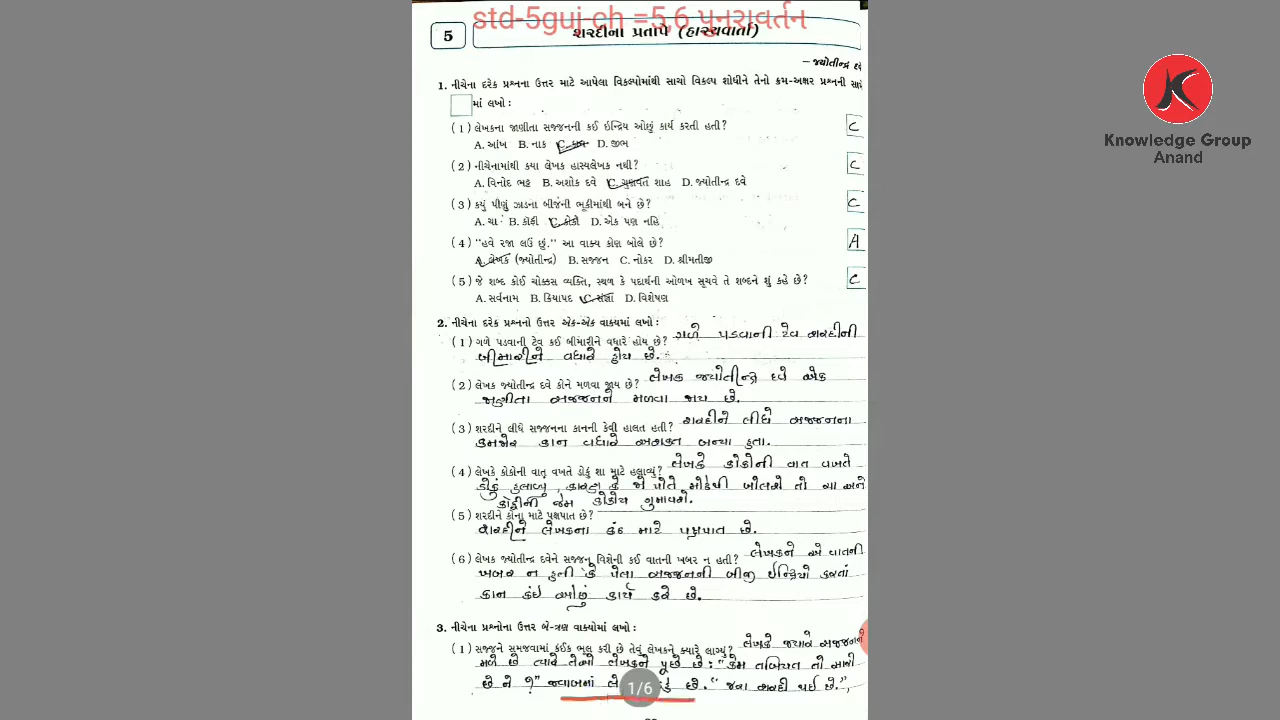 std-5guj ch =5,6 પુનરાવર્તન
5
શરદીના પ્રતાપે (હાસ્યવાર્તા)
– જ્યોતીન્દ્ર દવે
1. નીચેના દરેક પ્રશ્નના ઉત્તર માટે આપેલા વિકલ્પોમાંથી સાચો વિકલ્પ શોધીને તેનો ક્રમ-અક્ષર પ્રશ્નની સામે
માં લખો :
(1) લેખકના જાણીતા સજ્જનની કઈ ઇન્દ્રિય ઓછું કાર્ય કરતી હતી? C
A. આંખ B. નાક C. કાન D. જીભ
(2) નીચેનામાંથી કયા લેખક હાસ્યલેખક નથી? C
A. વિનોદ ભટ્ટ B. અશોક દવે C. ગુણવંત શાહ D. જ્યોતીન્દ્ર દવે
(3) કયું પીણું ઝાડના બીજની ભૂકીમાંથી બને છે? C
A. ચા B. કૉફી C. કોકો D. એક પણ નહિ
(4) "હવે રજા લઉં છું." આ વાક્ય કોણ બોલે છે? A
A. લેખક (જ્યોતીન્દ્ર) B. સજ્જન C. નોકર D. શ્રીમતીજી
(5) જે શબ્દ કોઈ ચોક્કસ વ્યક્તિ, સ્થળ કે પદાર્થની ઓળખ સૂચવે તે શબ્દને શું કહે છે? C
A. સર્વનામ B. ક્રિયાપદ C. સંજ્ઞા D. વિશેષણ
2. નીચેના દરેક પ્રશ્નનો ઉત્તર એક-એક વાક્યમાં લખો :
(1) ગળે પડવાની ટેવ કઈ બીમારીને વધારે હોય છે? ગળે પડવાની ટેવ શરદીની
બીમારીને વધારે હોય છે.
(2) લેખક જ્યોતીન્દ્ર દવે કોને મળવા જાય છે? લેખક જ્યોતીન્દ્ર દવે એક
જાણીતા સજ્જનને મળવા જાય છે.
(3) શરદીને લીધે સજ્જનના કાનની કેવી હાલત હતી? શરદીને લીધે સજ્જનના
કમજોર કાન વધારે અશક્ત બન્યા હતા.
(4) લેખકે કોકોની વાત વખતે ડોકું શા માટે હલાવ્યું? લેખકે કોકોની વાત વખતે
ડોકું હલાવ્યુ, કારણ કે જો પોતે મોઢેથી બોલશે તો ચા અને
કૉફીની જેમ કોકોય ગુમાવશે.
(5) શરદીને કોના માટે પક્ષપાત છે?
શરદીને લેખકના કંઠ માટે પક્ષપાત છે.
(6) લેખક જ્યોતીન્દ્ર દવેને સજ્જન વિશેની કઈ વાતની ખબર ન હતી? લેખકને એ વાતની
ખબર ન હતી કે પેલા સજ્જનની બીજી ઇન્દ્રિયો કરતાં
કાન કંઈ ઓછું કાર્ય કરે છે.
3. નીચેના પ્રશ્નોના ઉત્તર બે-ત્રણ વાક્યોમાં લખો :
(1) સજ્જને સમજવામાં કંઈક ભૂલ કરી છે તેવું લેખકને ક્યારે લાગ્યું? લેખકે જ્યારે સજ્જનને
મળે છે ત્યારે તેઓ લેખકને પૂછે છે : "કેમ તબિયત તો સારી
છે ને ?" જવાબમાં લે કહે છે. "જરા શરદી થઈ છે.",
1/6
Knowledge Group
Anand